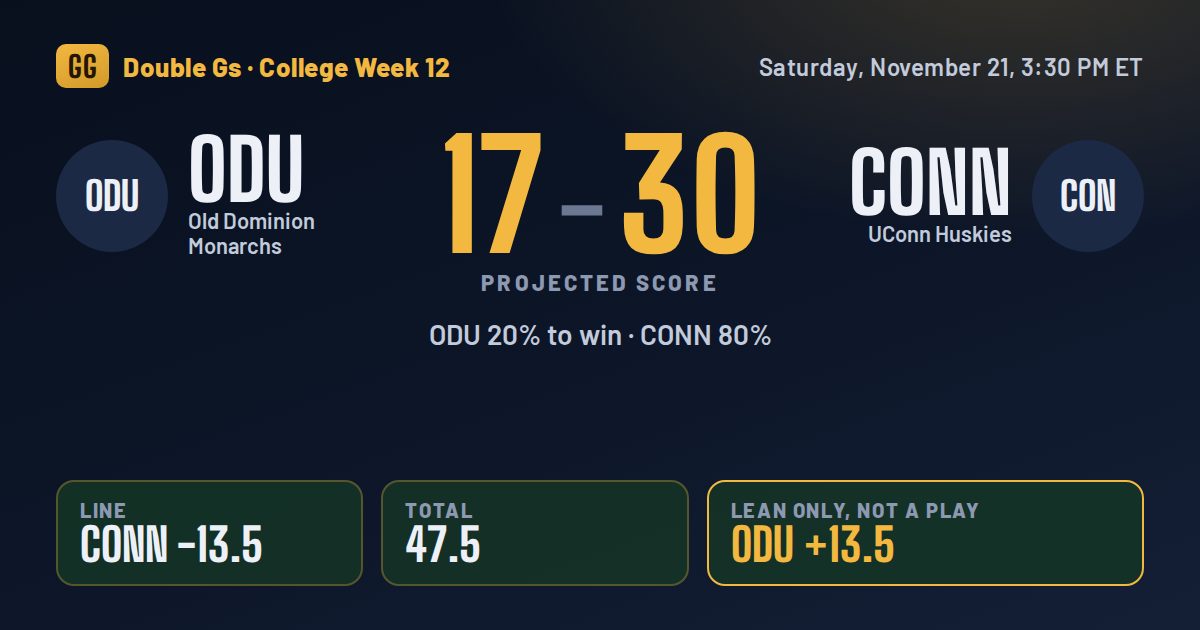 GG Double Gs · College Week 12
Saturday, November 21, 3:30 PM ET
ODU
ODU
Old Dominion
Monarchs
17 – 30
PROJECTED SCORE
ODU 20% to win · CONN 80%
CONN
UConn Huskies
CON
LINE
CONN −13.5
TOTAL
47.5
LEAN ONLY, NOT A PLAY
ODU +13.5